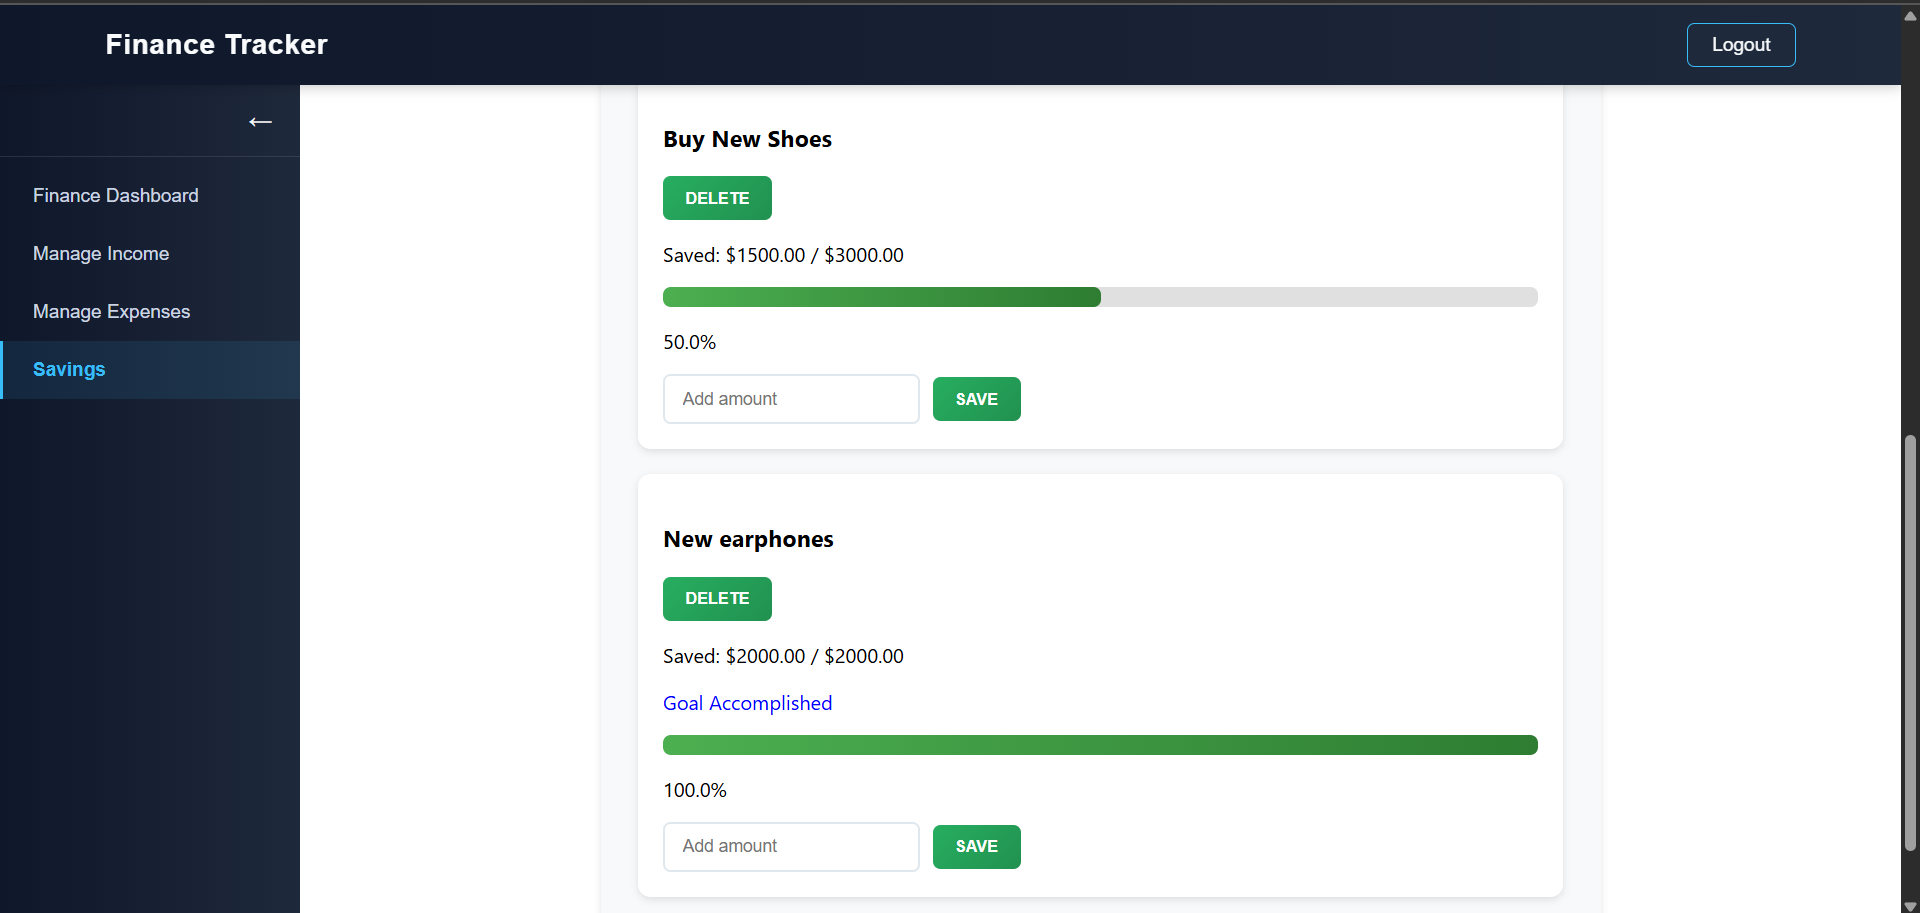 Finance Tracker
Logout
←
Finance Dashboard
Manage Income
Manage Expenses
Savings
Buy New Shoes
DELETE
Saved: $1500.00 / $3000.00
50.0%
Add amount
SAVE
New earphones
DELETE
Saved: $2000.00 / $2000.00
Goal Accomplished
100.0%
Add amount
SAVE